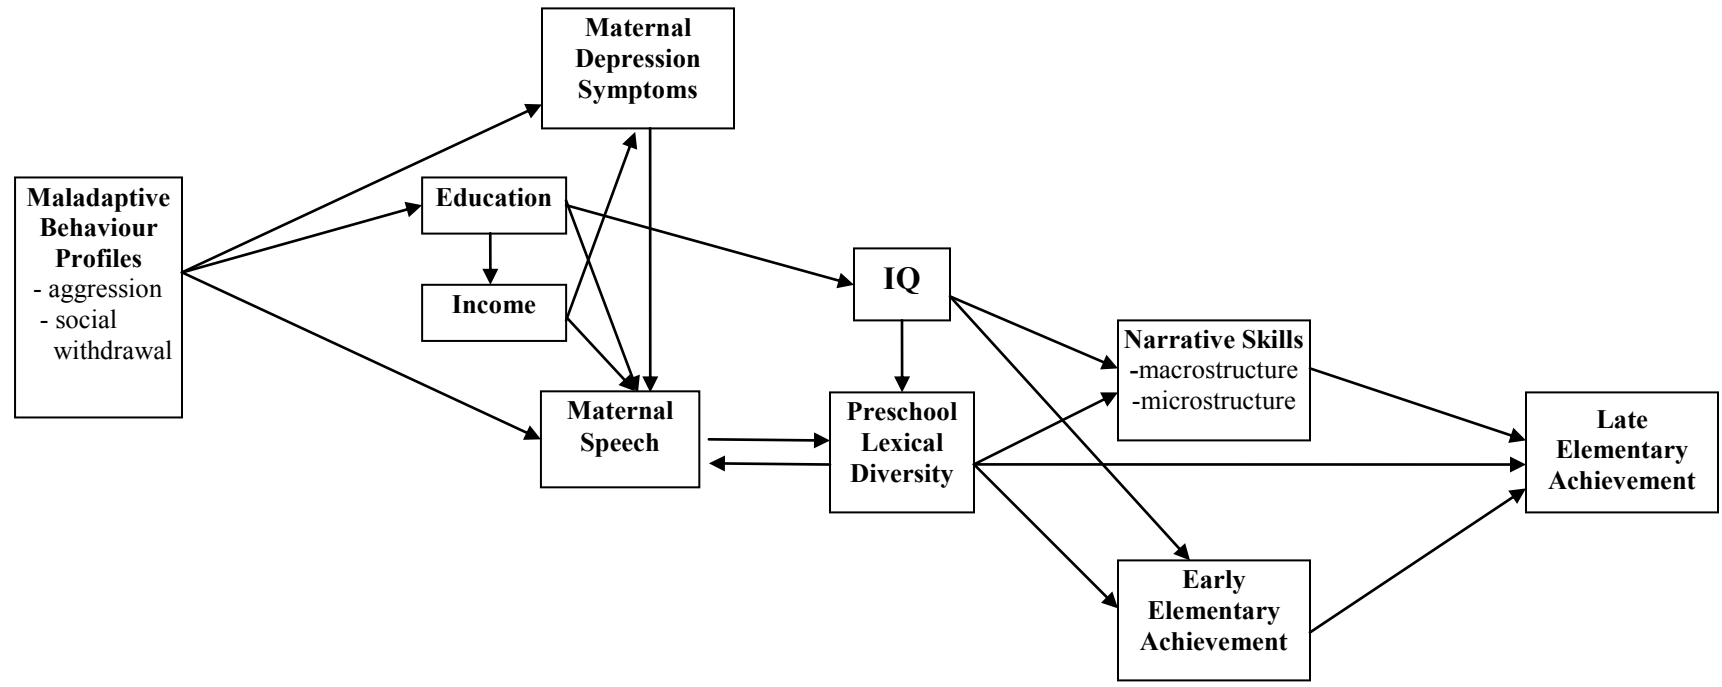 Maternal
Depression
Symptoms
Maladaptive
Behaviour
Profiles
- aggression
- social
withdrawal
Education
Income
IQ
Maternal
Speech
Preschool
Lexical
Diversity
Narrative Skills
-macrostructure
-microstructure
Early
Elementary
Achievement
Late
Elementary
Achievement